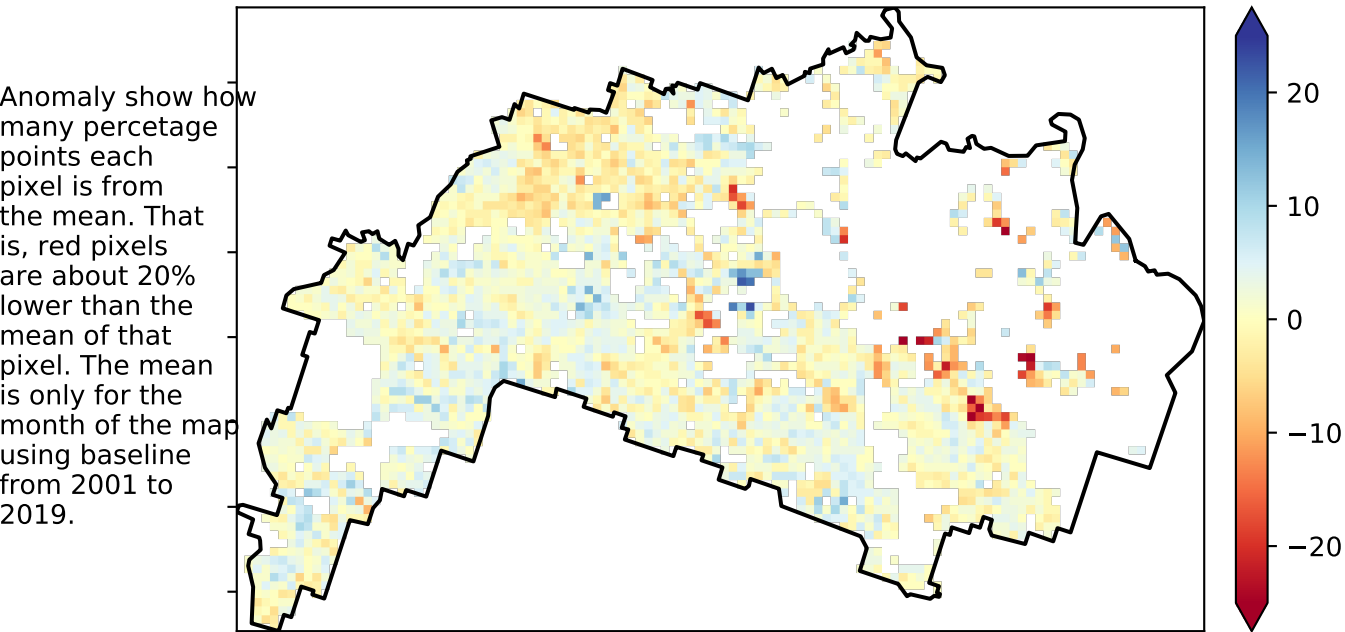 Anomaly show how
many percetage
points each
pixel is from
the mean. That
is, red pixels
are about 20%
lower than the
mean of that
pixel. The mean
is only for the
month of the map
using baseline
from 2001 to
2019.
20
10
0
−10
−20